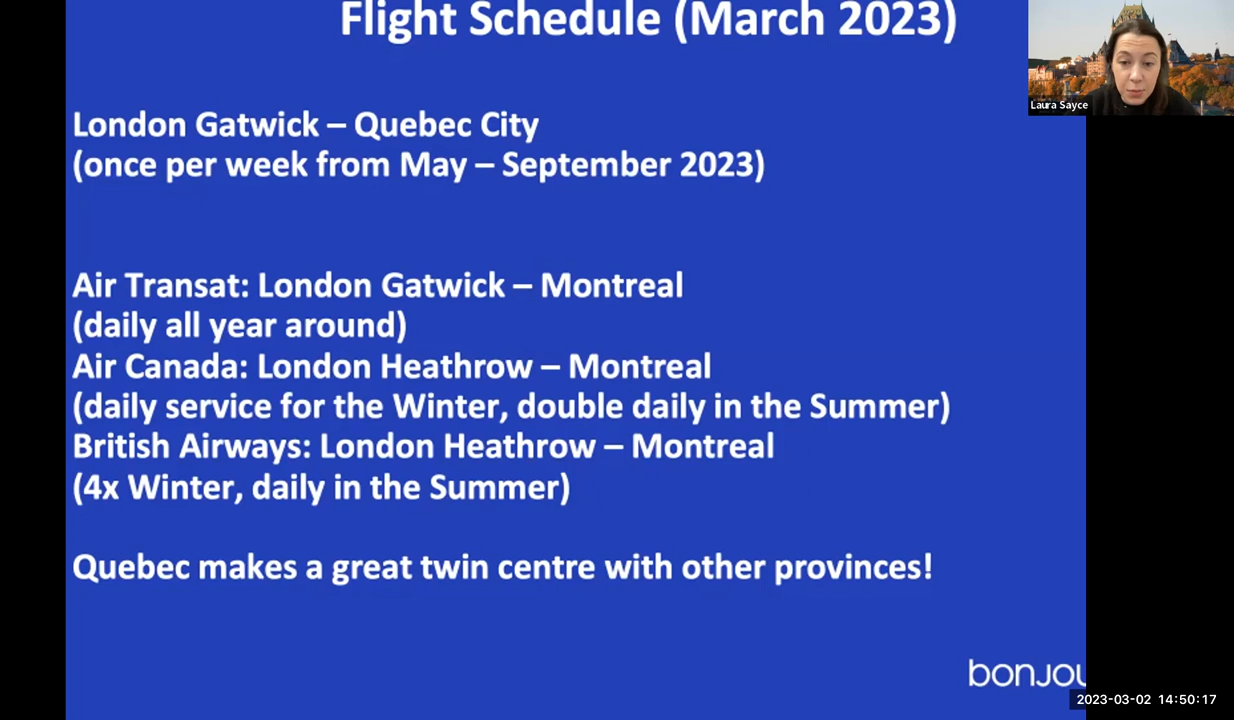 Flight Schedule (March 2023)
Laura Sayce
London Gatwick – Quebec City
(once per week from May – September 2023)
Air Transat: London Gatwick – Montreal
(daily all year around)
Air Canada: London Heathrow – Montreal
(daily service for the Winter, double daily in the Summer)
British Airways: London Heathrow – Montreal
(4x Winter, daily in the Summer)
Quebec makes a great twin centre with other provinces!
bonjou
2023-03-02 14:50:17